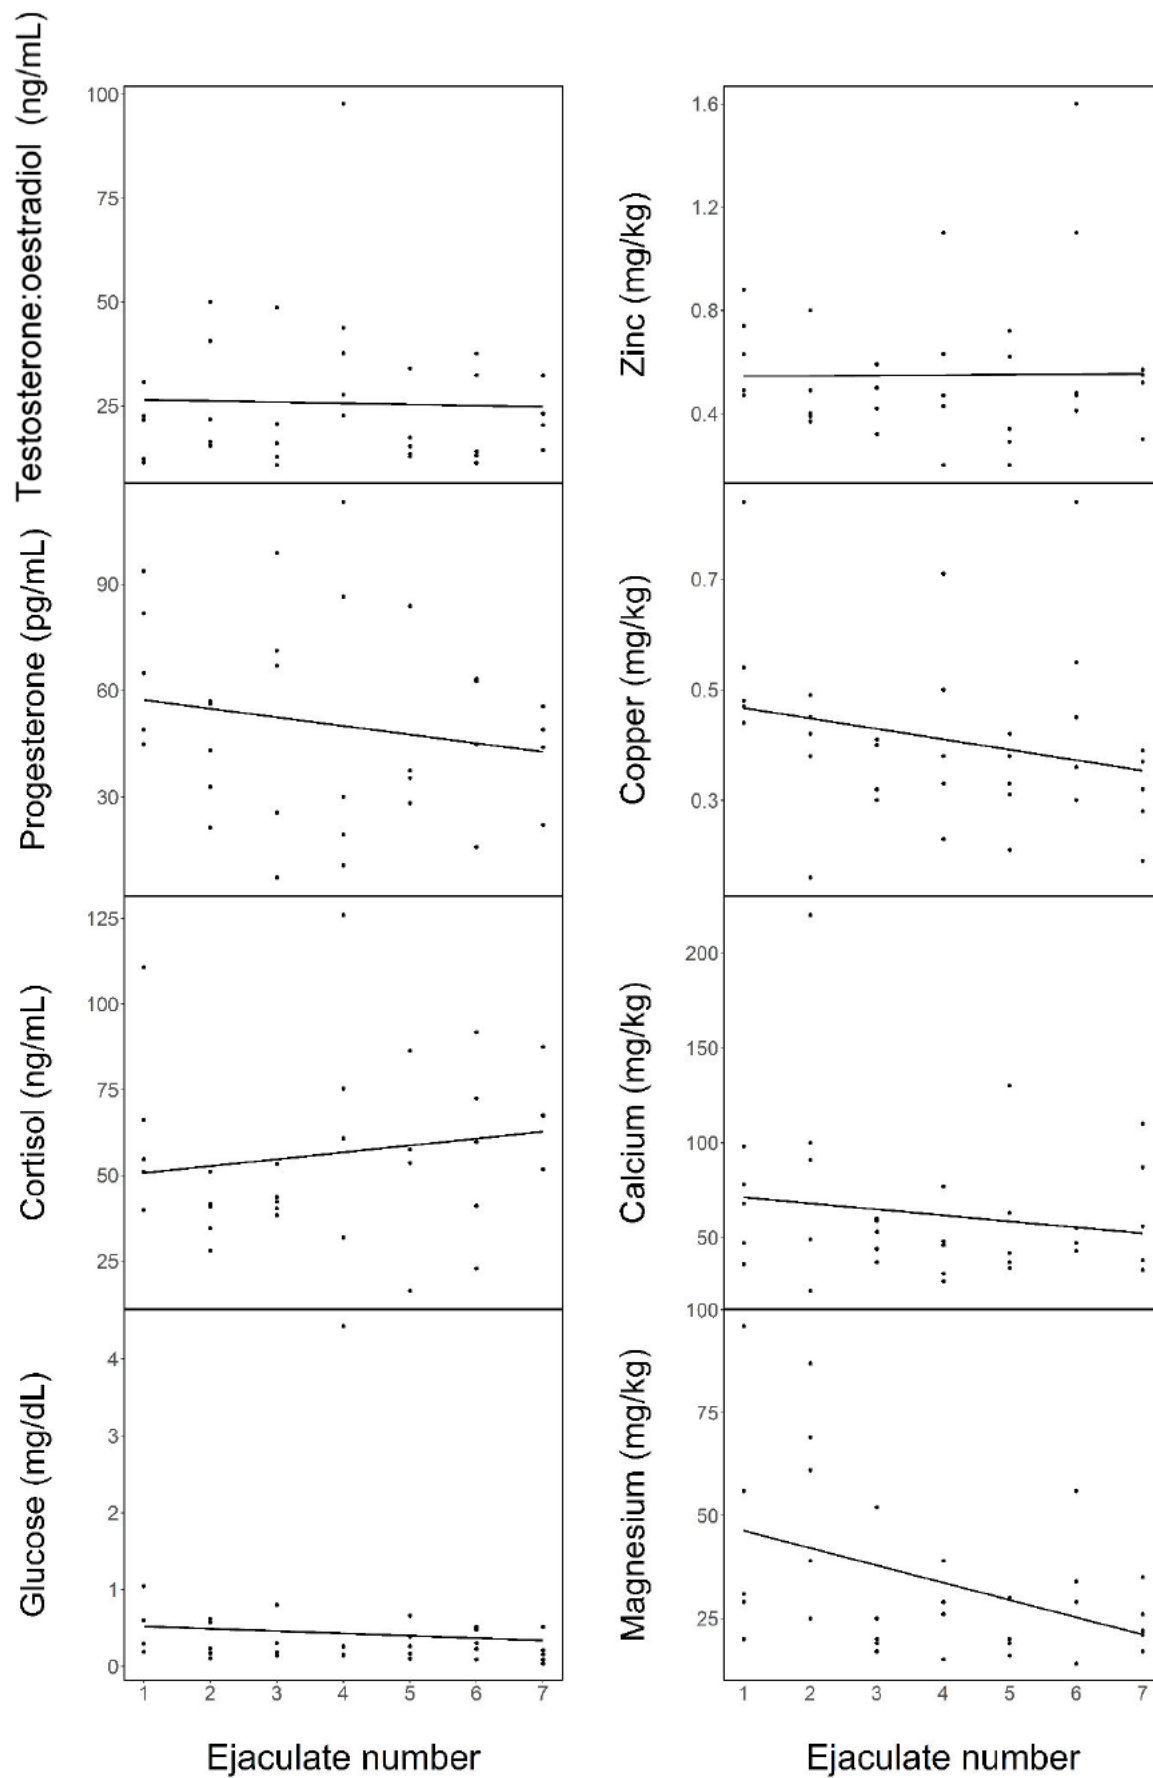 Testosterone:oestradiol (ng/mL)
100
75
50
25
Zinc (mg/kg)
1.6
1.2
0.8
0.4
Progesterone (pg/mL)
90
60
30
Copper (mg/kg)
0.7
0.5
0.3
Cortisol (ng/mL)
125
100
75
50
25
Calcium (mg/kg)
200
150
100
50
Glucose (mg/dL)
4
3
2
1
0
1 2 3 4 5 6 7
Ejaculate number
Magnesium (mg/kg)
100
75
50
25
1 2 3 4 5 6 7
Ejaculate number